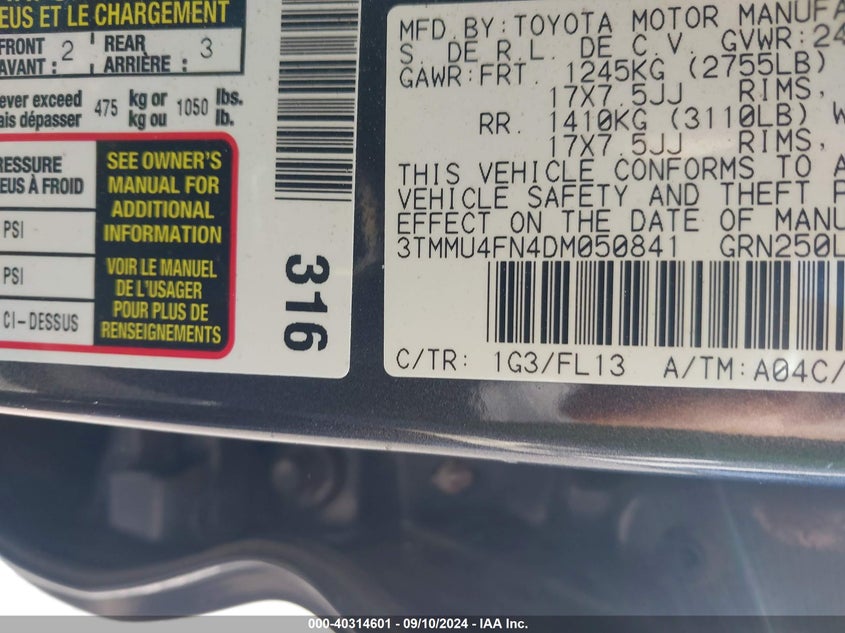 EUS ET LE CHARGEMENT
FRONT
AVANT : 2
REAR
ARRIÈRE : 3
ever exceed 475 kg or 1050 lbs.
ais dépasser kg ou lb.
RESSURE
EUS À FROID
PSI
PSI
CI-DESSUS
SEE OWNER'S
MANUAL FOR
ADDITIONAL
INFORMATION
VOIR LE MANUEL
DE L'USAGER
POUR PLUS DE
RENSEIGNEMENTS
316
MFD.BY:TOYOTA MOTOR MANUFA
S. DE R.L. DE C.V. GVWR:24
GAWR:FRT. 1245KG (2755LB)
17X7.5JJ RIMS,
RR. 1410KG (3110LB) W
17X7.5JJ RIMS,
THIS VEHICLE CONFORMS TO A
VEHICLE SAFETY AND THEFT P
EFFECT ON THE DATE OF MANU
3TMMU4FN4DM050841 GRN250L
C/TR: 1G3/FL13 A/TM:A04C/
000-40314601 - 09/10/2024 - IAA Inc.